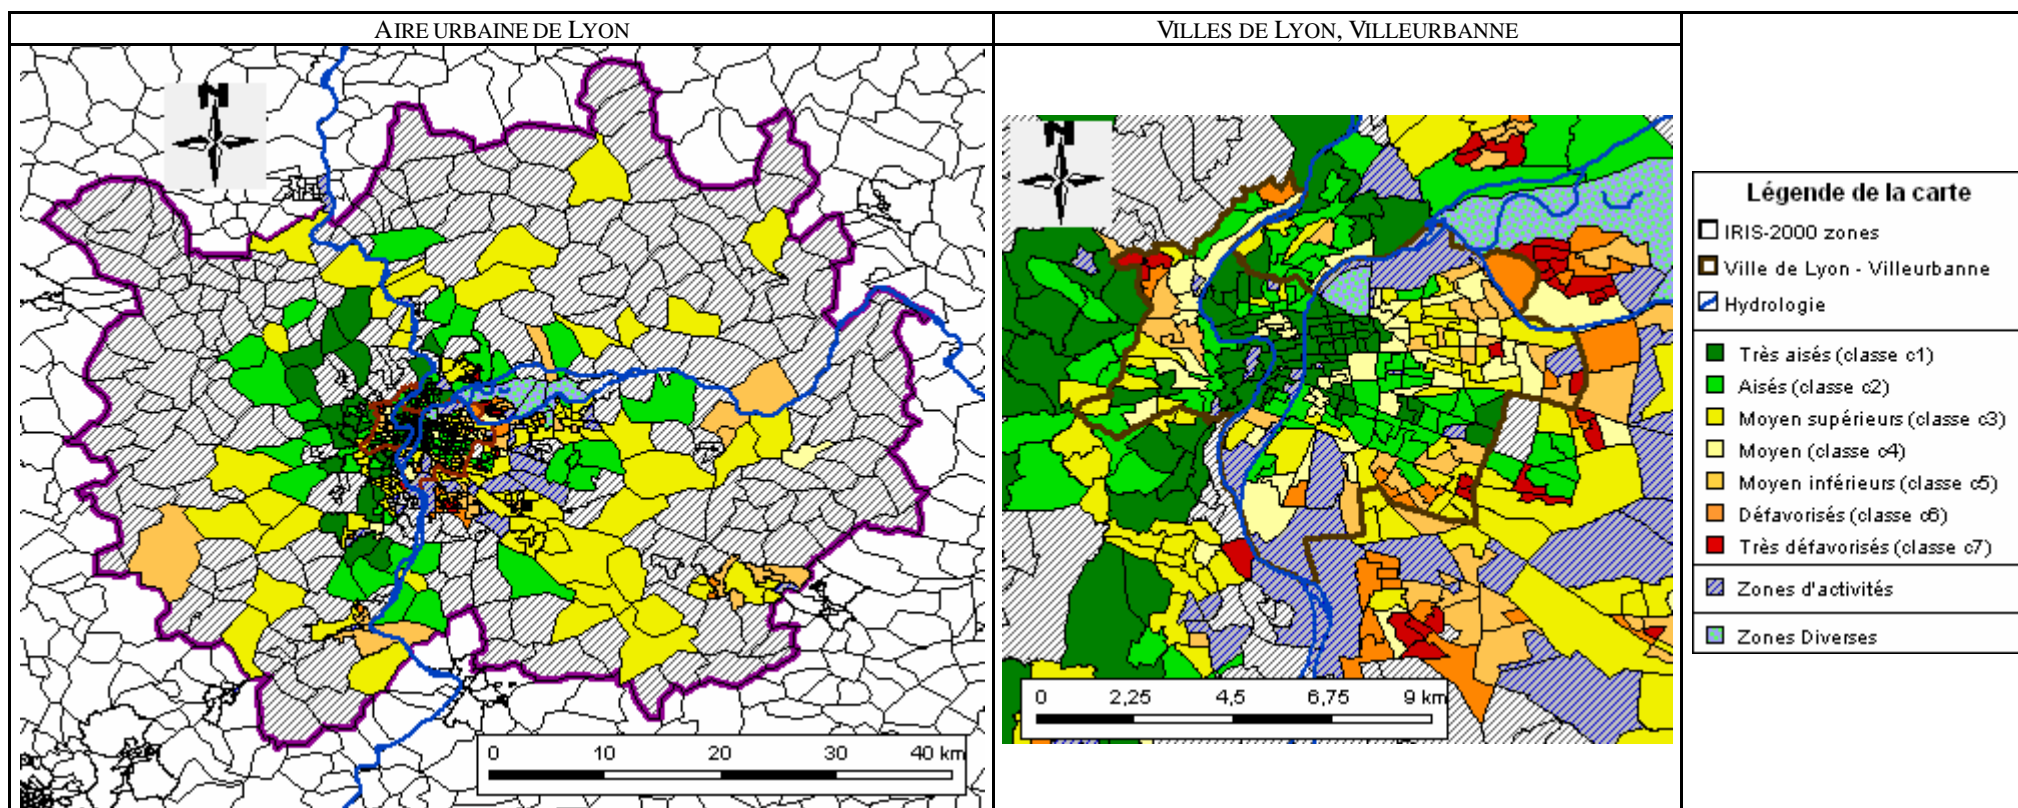 AIRE URBAINE DE LYON
VILLES DE LYON, VILLEURBANNE
N
0 10 20 30 40 km
N
0 2,25 4,5 6,75 9 km
Légende de la carte
IRIS-2000 zones
Ville de Lyon - Villeurbanne
Hydrologie
Très aisés (classe c1)
Aisés (classe c2)
Moyen supérieurs (classe c3)
Moyen (classe c4)
Moyen inférieurs (classe c5)
Défavorisés (classe c6)
Très défavorisés (classe c7)
Zones d'activités
Zones Diverses